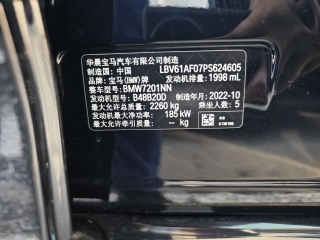 华晨宝马汽车有限公司制造
制造国：中国 LBV61AF07PS624605
品牌：宝马(BMW)牌 发动机排量：1998 mL
整车型号：BMW7201NN
发动机型号：B48B20D 制造年月：2022-10
最大允许总质量：2260 kg 乘坐人数：5
发动机最大净功率：185 kW
最大允许牵引质量：-- kg